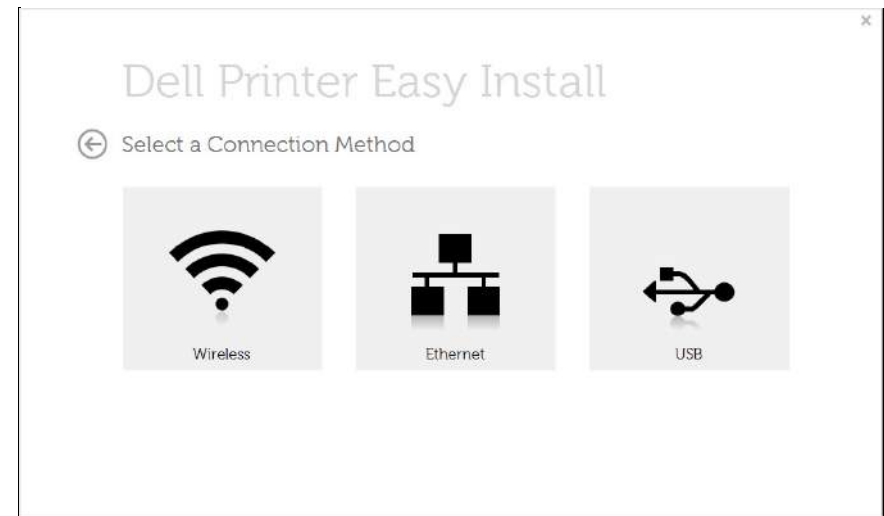 Dell Printer Easy Install
Select a Connection Method
Wireless
Ethernet
USB